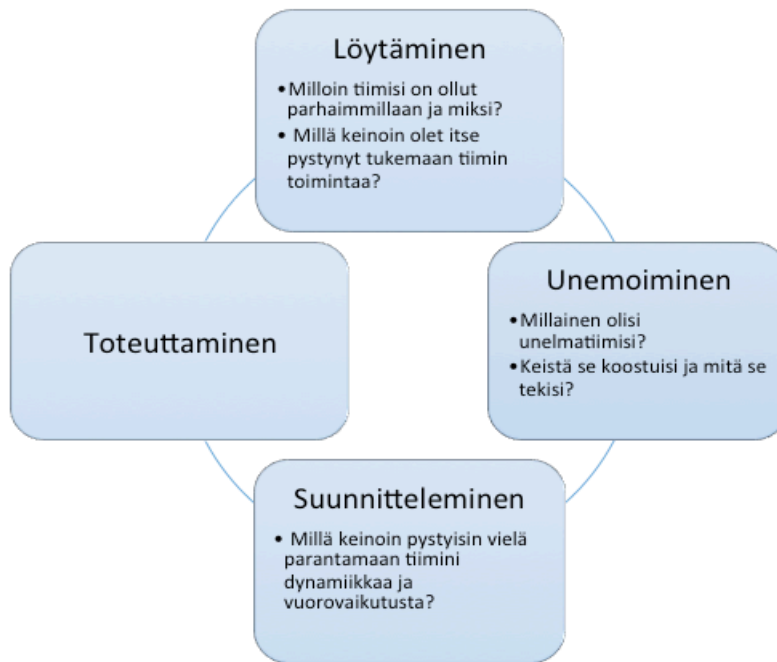 Löytäminen
•Milloin tiimisi on ollut
parhaimmillaan ja miksi?
• Millä keinoin olet itse
pystynyt tukemaan tiimin
toimintaa?
Unemoiminen
•Millainen olisi
unelmatiimisi?
•Keistä se koostuisi ja mitä se
tekisi?
Suunnitteleminen
• Millä keinoin pystyisin vielä
parantamaan tiimini
dynamiikkaa ja
vuorovaikutusta?
Toteuttaminen